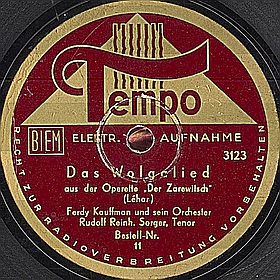 Tempo
BIEM ELEKTR. AUFNAHME
3123
Das Wolgalied
aus der Operette „Der Zarewitsch"
(Léhar)
Ferdy Kauffman und sein Orchester
Rudolf Reinh. Sorger, Tenor
Bestell-Nr.
11
RECHT ZUR RADIOVERBREITUNG VORBEHALTEN